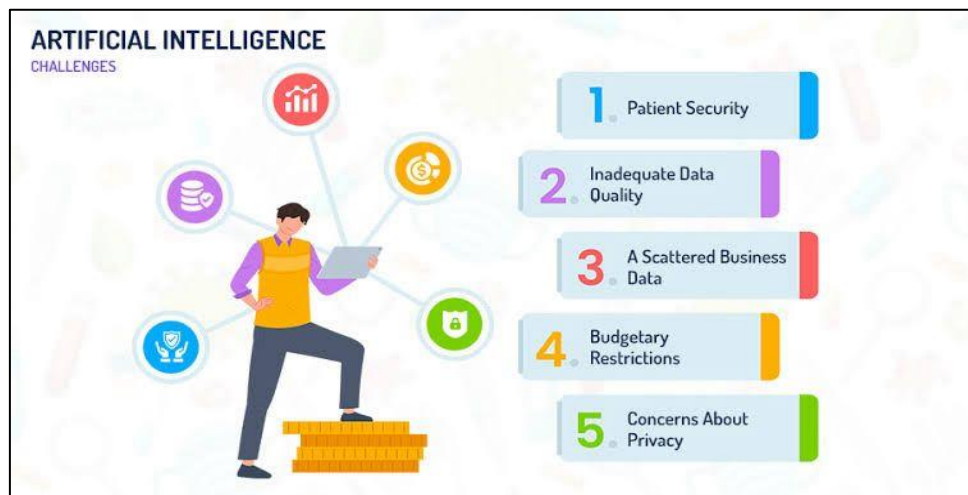 ARTIFICIAL INTELLIGENCE
CHALLENGES
1. Patient Security
2. Inadequate Data
Quality
3. A Scattered Business
Data
4. Budgetary
Restrictions
5. Concerns About
Privacy